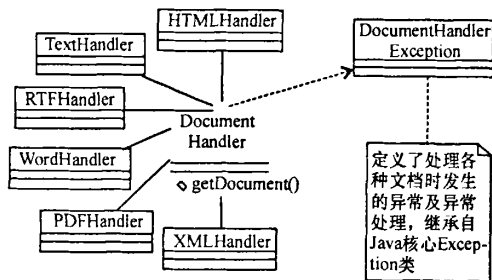 HTMLHandler
TextHandler
DocumentHandler
Exception
RTFHandler
Document
Handler
WordHandler
getDocument()
PDFHandler
XMLHandler
定义了处理各
种文档时发生
的异常及异常
处理，继承自
Java核心Excep-
tion类